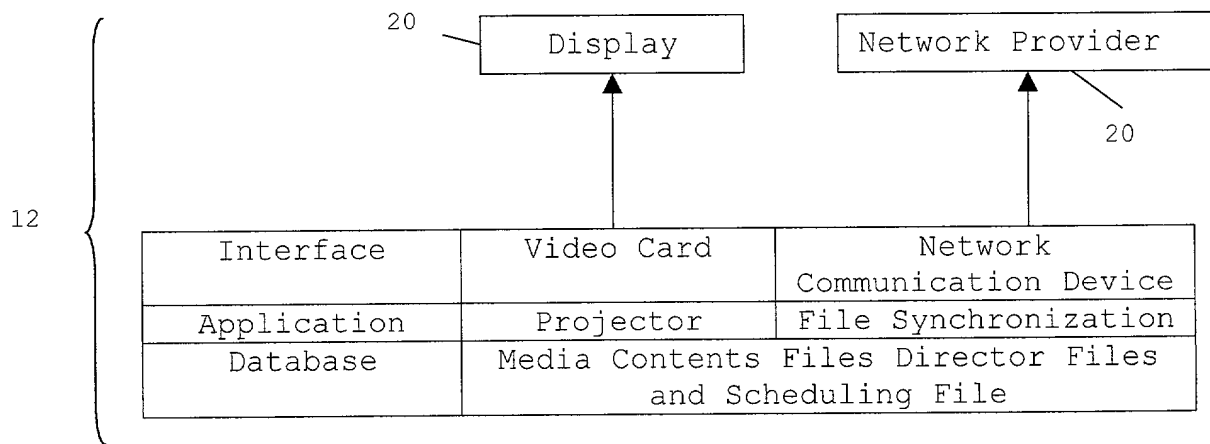 20
Display
Network Provider
20
12
Interface
Video Card
Network
Communication Device
Application
Projector
File Synchronization
Database
Media Contents Files Director Files
and Scheduling File